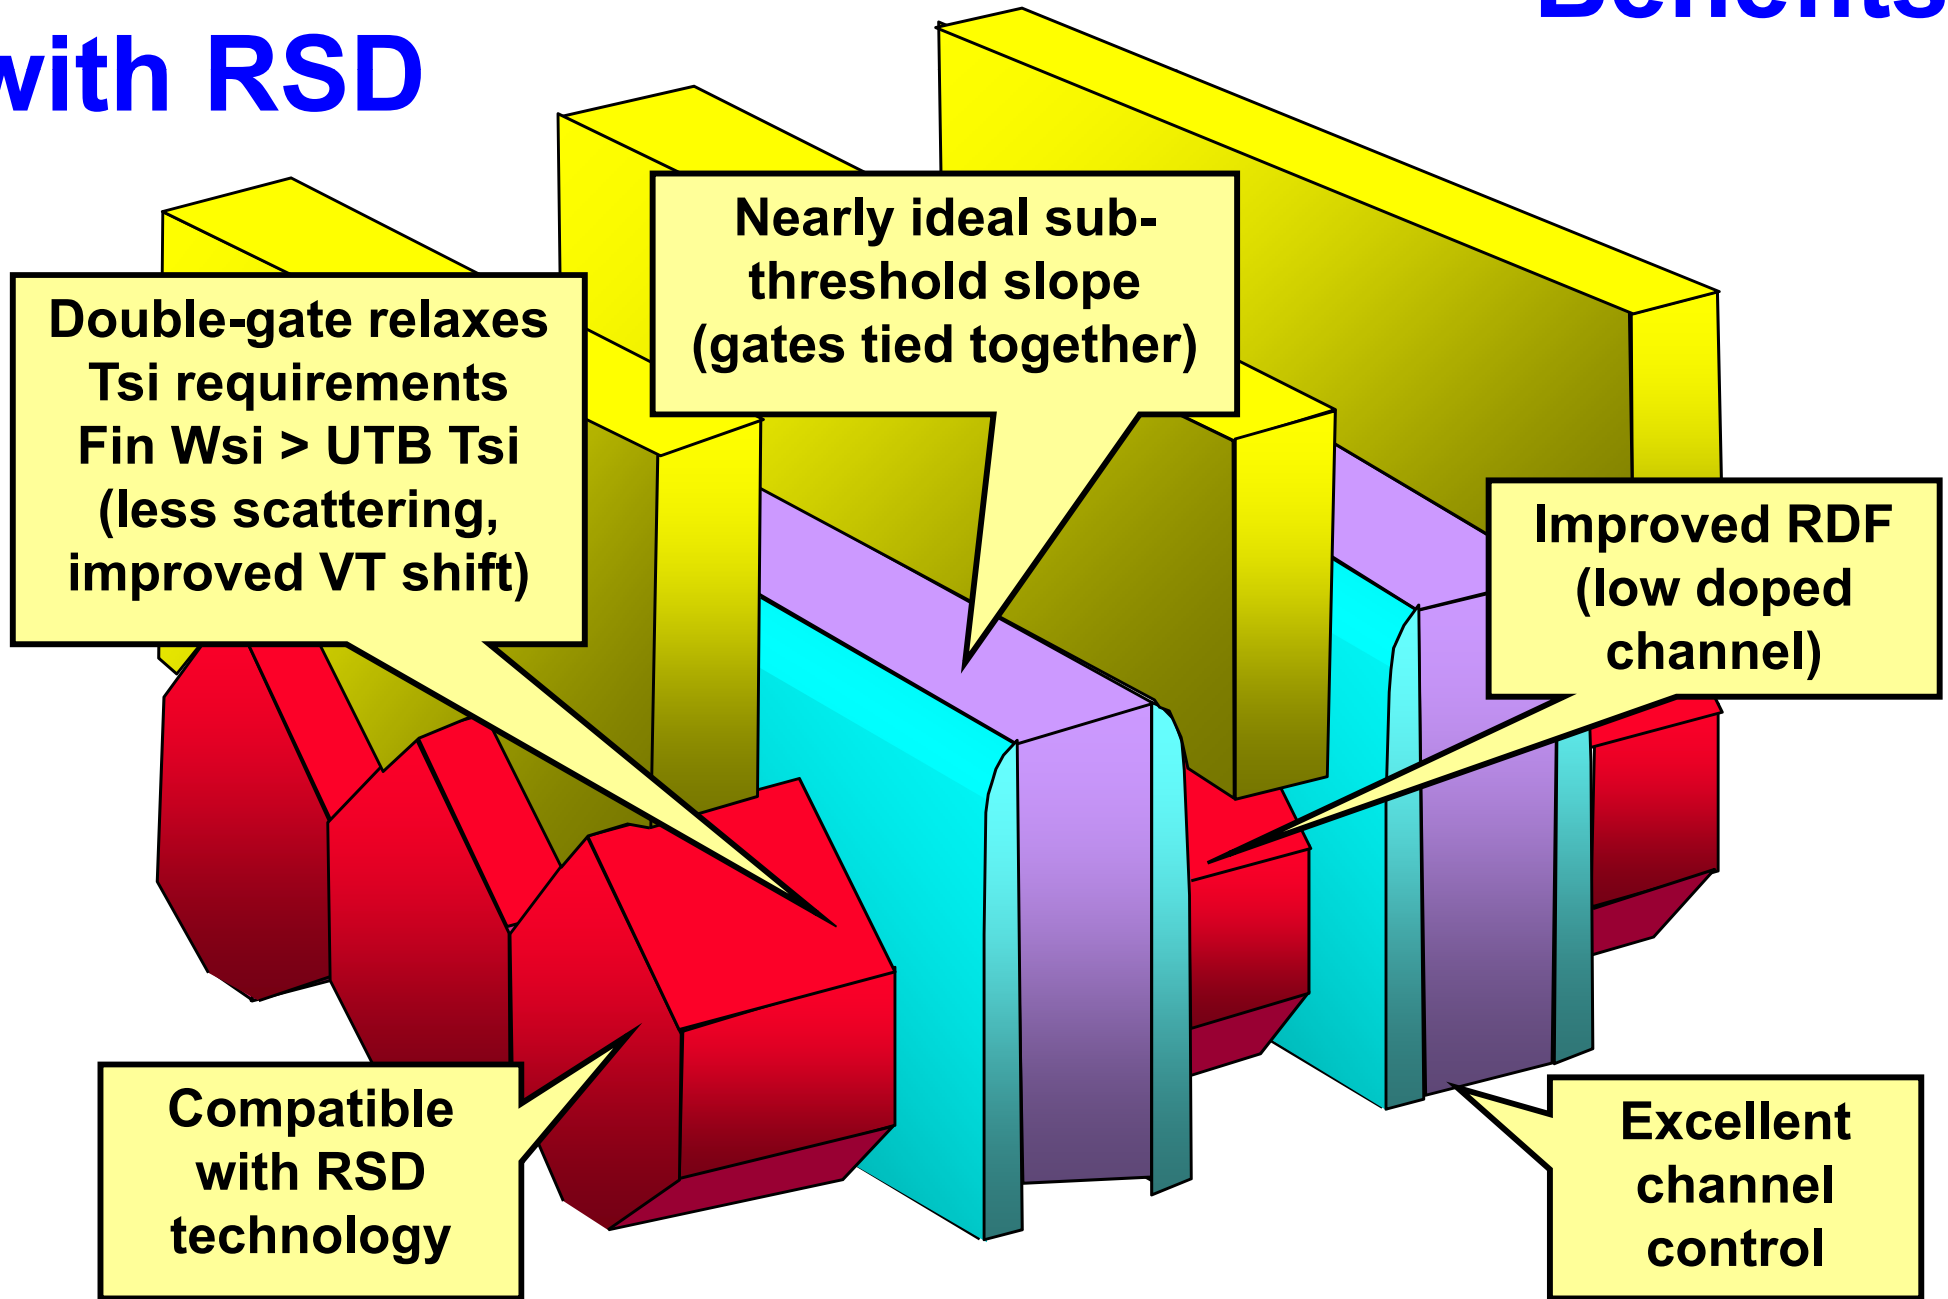 Benefits
with RSD
Nearly ideal sub-
threshold slope
(gates tied together)
Double-gate relaxes
Tsi requirements
Fin Wsi > UTB Tsi
(less scattering,
improved VT shift)
Improved RDF
(low doped
channel)
Compatible
with RSD
technology
Excellent
channel
control